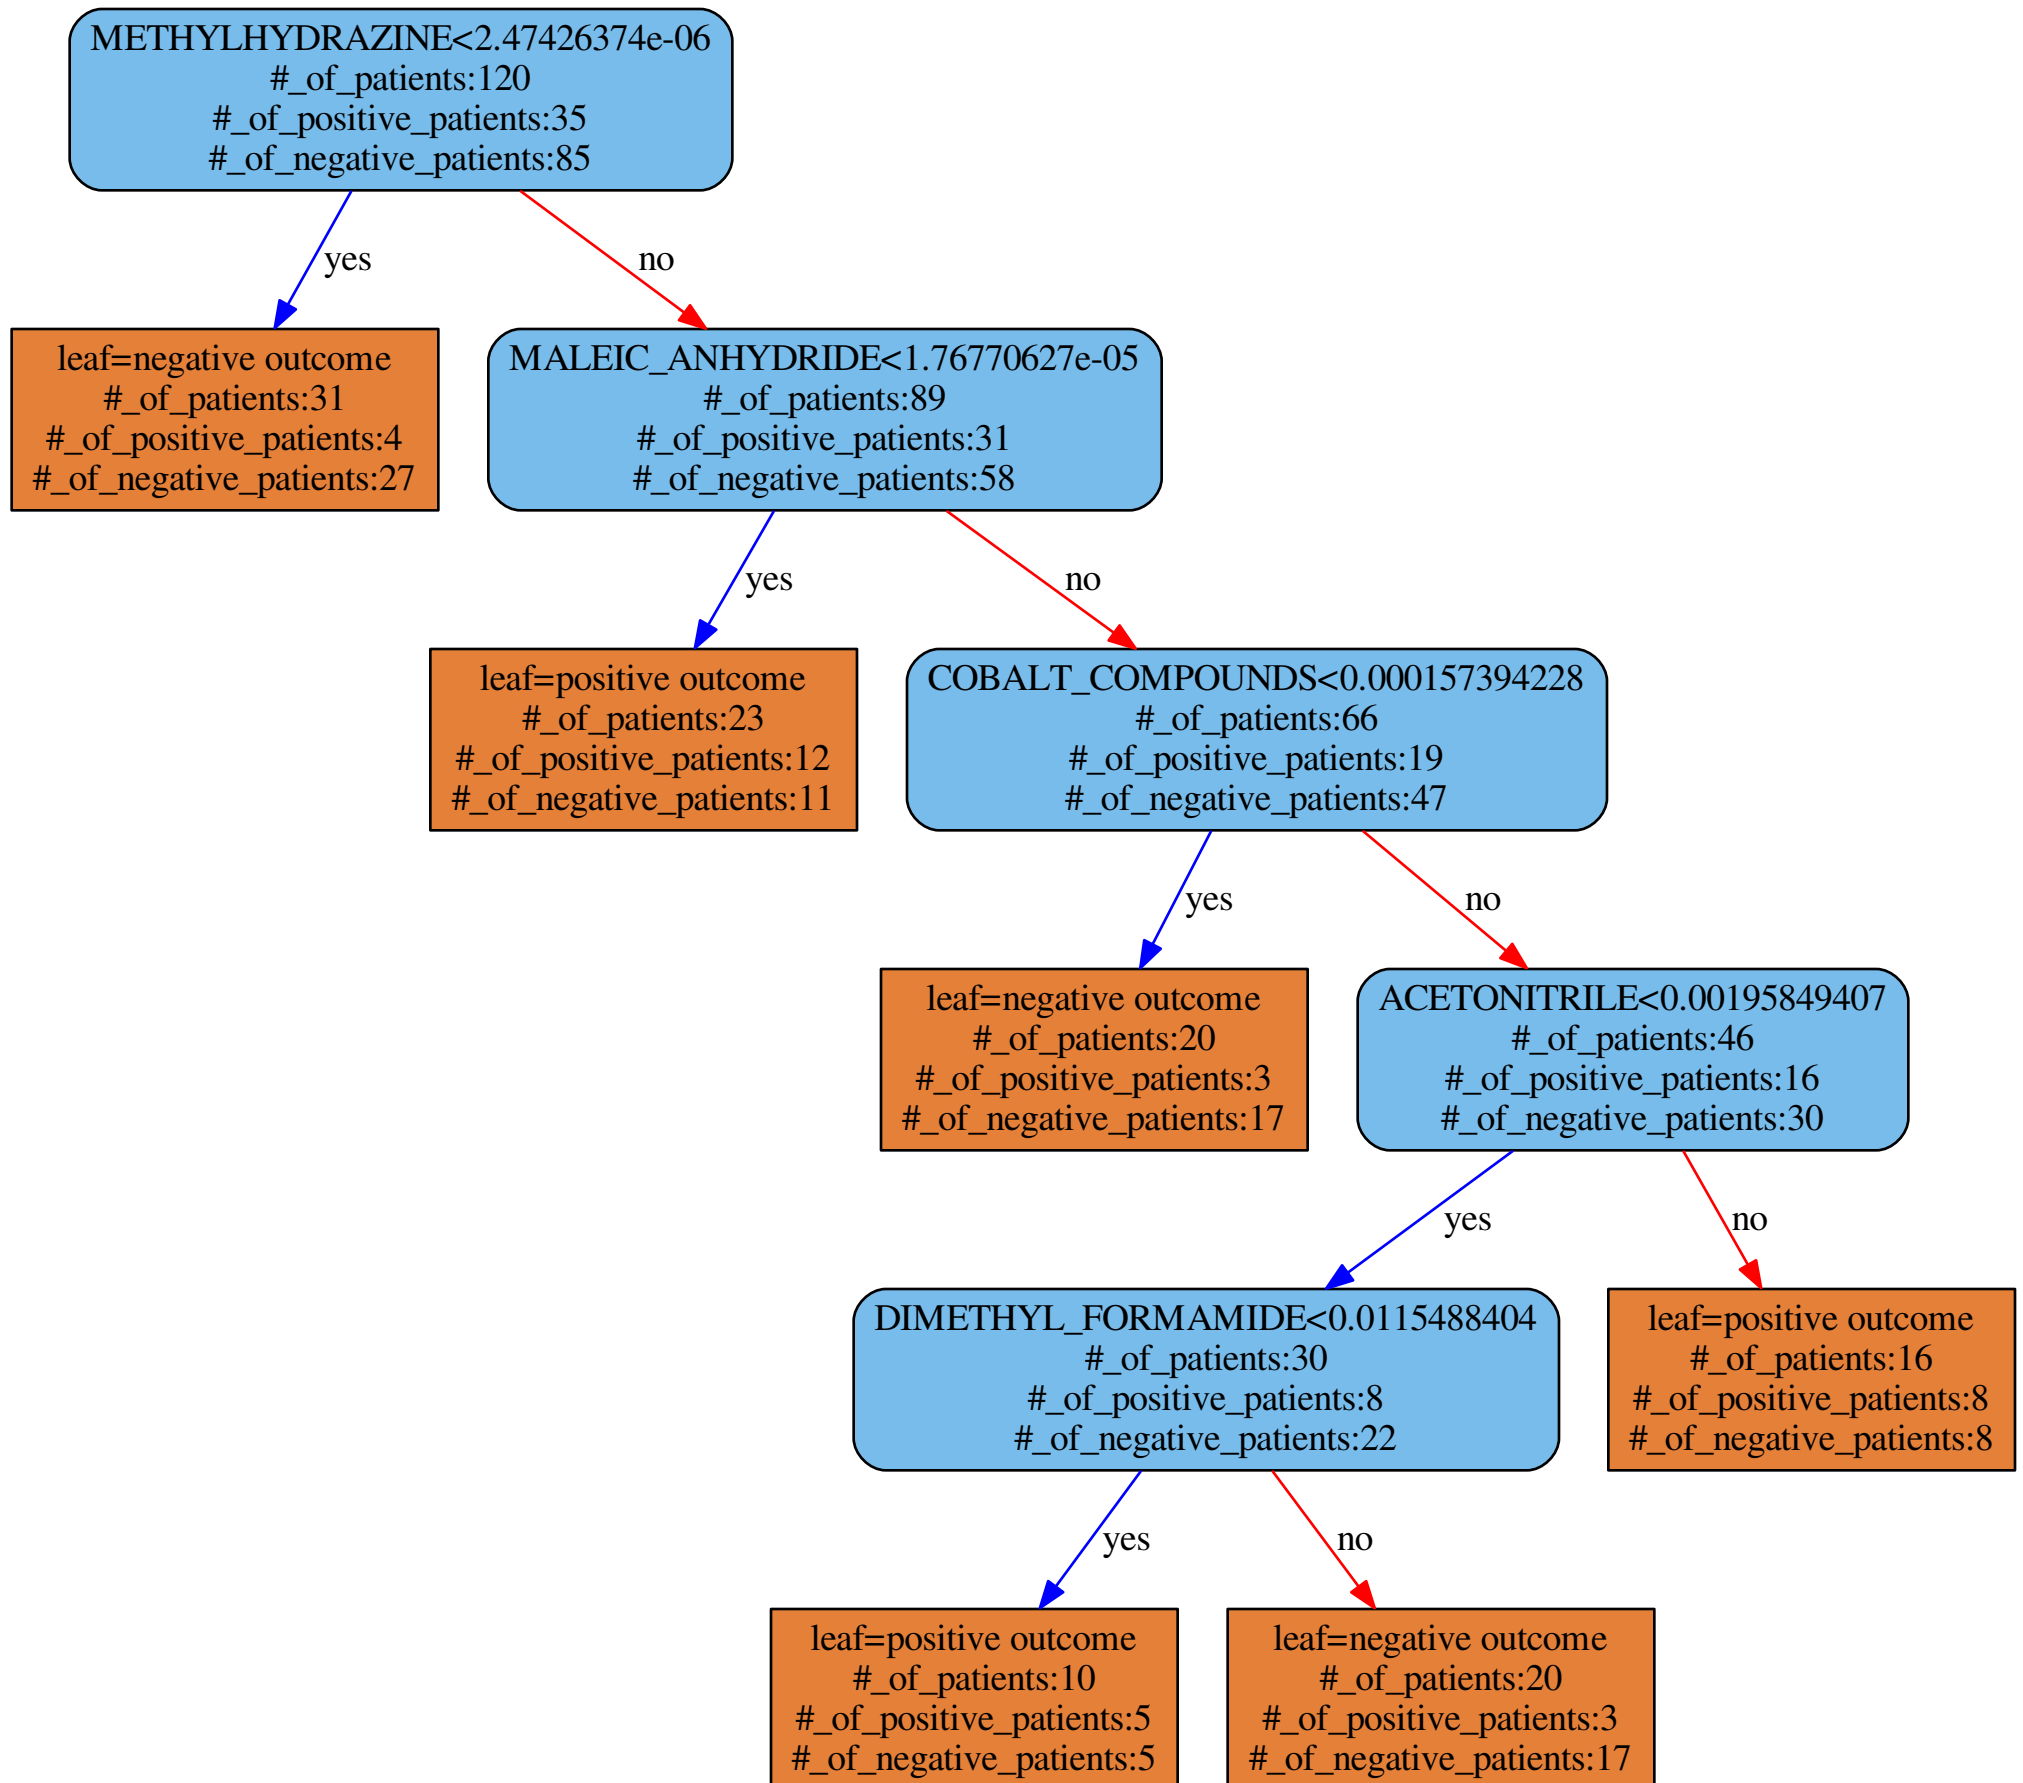 METHYLHYDRAZINE<2.47426374e-06
#_of_patients:120
#_of_positive_patients:35
#_of_negative_patients:85
yes
no
leaf=negative outcome
#_of_patients:31
#_of_positive_patients:4
#_of_negative_patients:27
MALEIC_ANHYDRIDE<1.76770627e-05
#_of_patients:89
#_of_positive_patients:31
#_of_negative_patients:58
yes
no
leaf=positive outcome
#_of_patients:23
#_of_positive_patients:12
#_of_negative_patients:11
COBALT_COMPOUNDS<0.000157394228
#_of_patients:66
#_of_positive_patients:19
#_of_negative_patients:47
yes
no
leaf=negative outcome
#_of_patients:20
#_of_positive_patients:3
#_of_negative_patients:17
ACETONITRILE<0.00195849407
#_of_patients:46
#_of_positive_patients:16
#_of_negative_patients:30
yes
no
DIMETHYL_FORMAMIDE<0.0115488404
#_of_patients:30
#_of_positive_patients:8
#_of_negative_patients:22
leaf=positive outcome
#_of_patients:16
#_of_positive_patients:8
#_of_negative_patients:8
yes
no
leaf=positive outcome
#_of_patients:10
#_of_positive_patients:5
#_of_negative_patients:5
leaf=negative outcome
#_of_patients:20
#_of_positive_patients:3
#_of_negative_patients:17